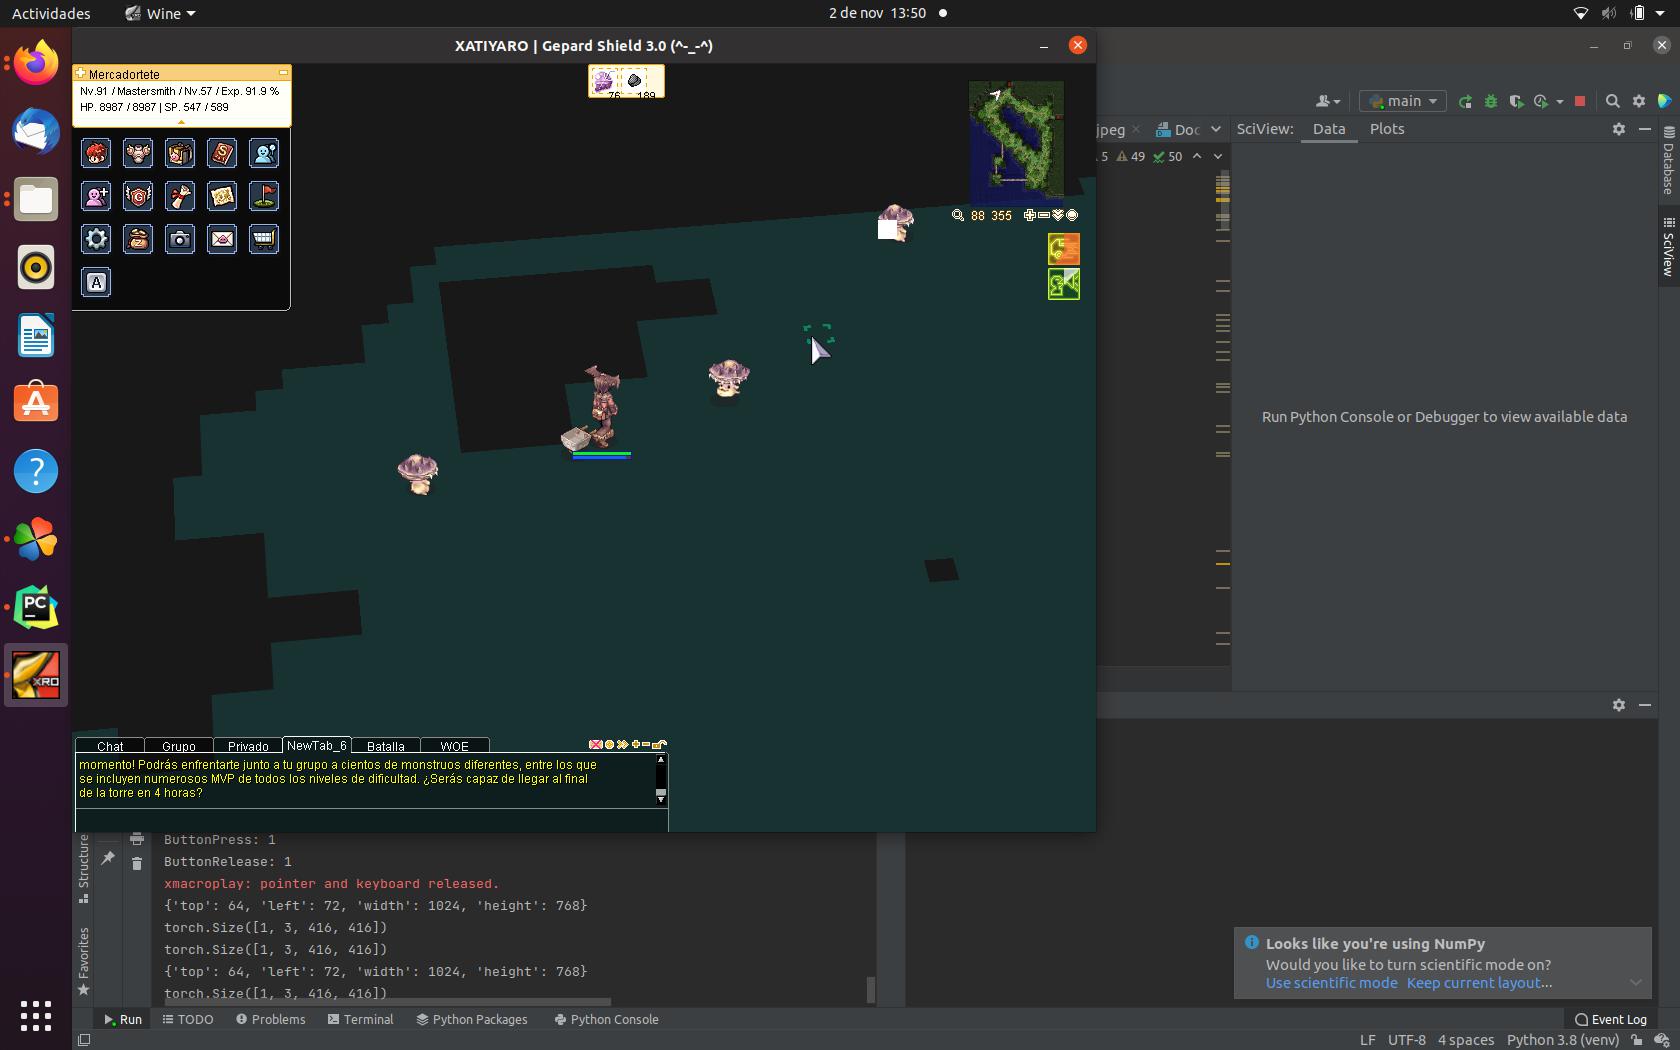 Actividades
Wine
2 de nov 13:50
XATIYARO | Gepard Shield 3.0 (^-_-^)
Mercadortete
Nv.91 / Mastersmith / Nv.57 / Exp. 91.9 %
HP. 8987 / 8987 | SP. 547 / 589
76 189
88 355
A
main
jpeg
Doc
SciView:
Data
Plots
5 49 50
Database
SciView
Run Python Console or Debugger to view available data
PC
XRO
Chat
Grupo
Privado
NewTab_6
Batalla
WOE
momento! Podrás enfrentarte junto a tu grupo a cientos de monstruos diferentes, entre los que
se incluyen numerosos MVP de todos los niveles de dificultad. ¿Serás capaz de llegar al final
de la torre en 4 horas?
Structure
Favorites
ButtonPress: 1
ButtonRelease: 1
xmacroplay: pointer and keyboard released.
{'top': 64, 'left': 72, 'width': 1024, 'height': 768}
torch.Size([1, 3, 416, 416])
torch.Size([1, 3, 416, 416])
{'top': 64, 'left': 72, 'width': 1024, 'height': 768}
torch.Size([1, 3, 416, 416])
Looks like you're using NumPy
Would you like to turn scientific mode on?
Use scientific mode Keep current layout...
Run
TODO
Problems
Terminal
Python Packages
Python Console
Event Log
LF UTF-8 4 spaces Python 3.8 (venv)